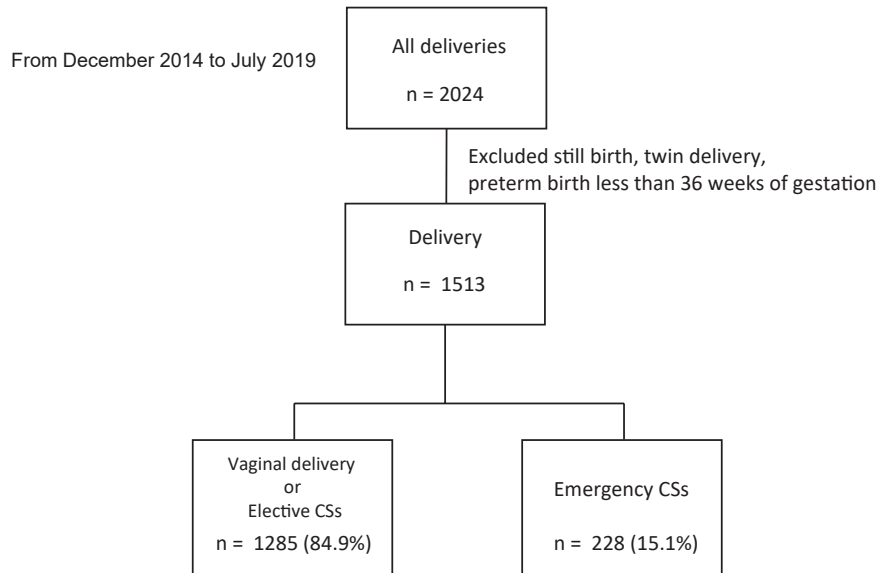 From December 2014 to July 2019
All deliveries
n = 2024
Excluded still birth, twin delivery,
preterm birth less than 36 weeks of gestation
Delivery
n = 1513
Vaginal delivery
or
Elective CSs
n = 1285 (84.9%)
Emergency CSs
n = 228 (15.1%)